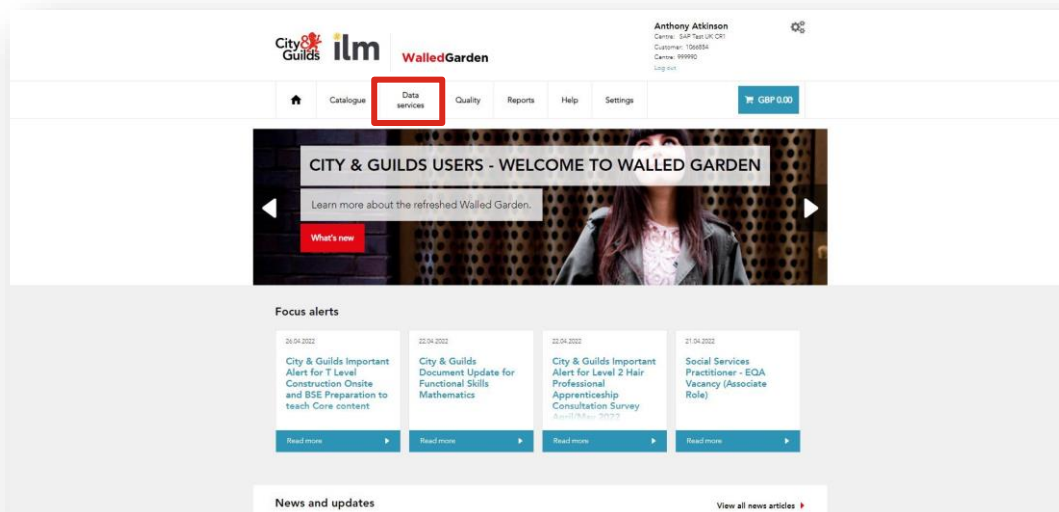 City&
Guilds
ilm
WalledGarden
Anthony Atkinson
Centre: SAP Test UK CR1
Customer: 1066854
Centre: 999990
Log out
Catalogue
Data
services
Quality
Reports
Help
Settings
GBP 0.00
CITY & GUILDS USERS - WELCOME TO WALLED GARDEN
Learn more about the refreshed Walled Garden.
What's new
Focus alerts
26.04.2022
City & Guilds Important
Alert for T Level
Construction Onsite
and BSE Preparation to
teach Core content
Read more
22.04.2022
City & Guilds
Document Update for
Functional Skills
Mathematics
Read more
22.04.2022
City & Guilds Important
Alert for Level 2 Hair
Professional
Apprenticeship
Consultation Survey
April/May 2022
Read more
21.04.2022
Social Services
Practitioner - EQA
Vacancy (Associate
Role)
Read more
News and updates
View all news articles